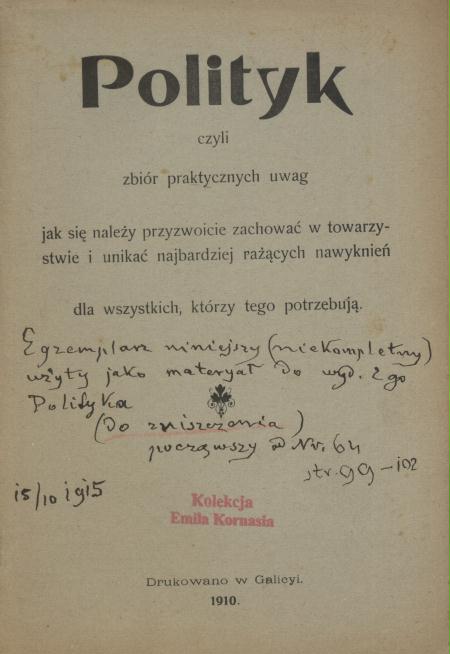 Polityk
czyli
zbiór praktycznych uwag
jak się należy przyzwoicie zachować w towarzy-
stwie i unikać najbardziej rażących nawyknień
dla wszystkich, którzy tego potrzebują.
Egzemplarz niniejszy (niekompletny)
użyty jako materyał do wyd. 2go
Polityka
(Do zniszczenia)
począwszy od Nr. 64
str. 99-102
15/10 1915
Kolekcja
Emila Kornasia
Drukowano w Galicyi.
1910.